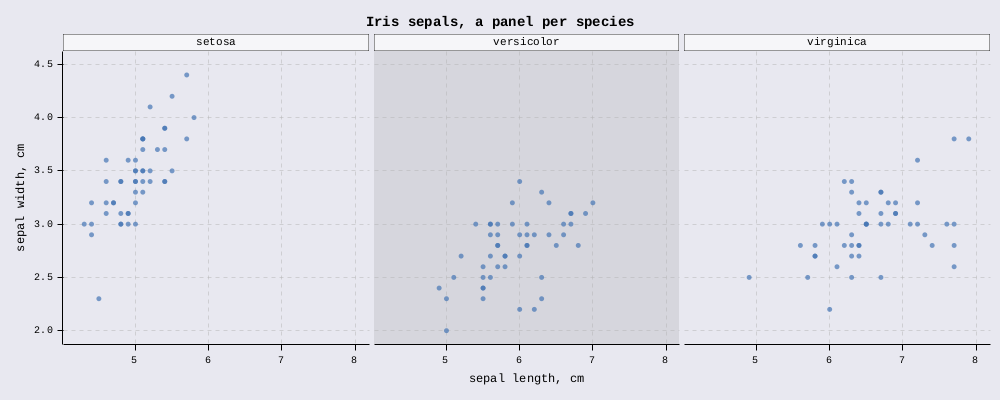 Iris sepals, a panel per species
setosa
versicolor
virginica
sepal width, cm
4.5
4.0
3.5
3.0
2.5
2.0
5 6 7 8
5 6 7 8
5 6 7 8
sepal length, cm